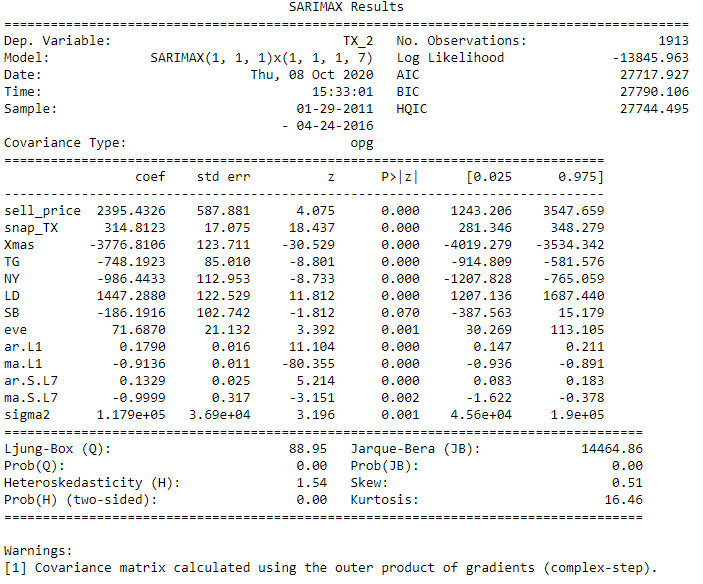 SARIMAX Results
==============================================================================================
Dep. Variable: TX_2 No. Observations: 1913
Model: SARIMAX(1, 1, 1)x(1, 1, 1, 7) Log Likelihood -13845.963
Date: Thu, 08 Oct 2020 AIC 27717.927
Time: 15:33:01 BIC 27790.106
Sample: 01-29-2011 HQIC 27744.495
- 04-24-2016
Covariance Type: opg
==============================================================================
coef std err z P>|z| [0.025 0.975]
------------------------------------------------------------------------------
sell_price 2395.4326 587.881 4.075 0.000 1243.206 3547.659
snap_TX 314.8123 17.075 18.437 0.000 281.346 348.279
Xmas -3776.8106 123.711 -30.529 0.000 -4019.279 -3534.342
TG -748.1923 85.010 -8.801 0.000 -914.809 -581.576
NY -986.4433 112.953 -8.733 0.000 -1207.828 -765.059
LD 1447.2880 122.529 11.812 0.000 1207.136 1687.440
SB -186.1916 102.742 -1.812 0.070 -387.563 15.179
eve 71.6870 21.132 3.392 0.001 30.269 113.105
ar.L1 0.1790 0.016 11.104 0.000 0.147 0.211
ma.L1 -0.9136 0.011 -80.355 0.000 -0.936 -0.891
ar.S.L7 0.1329 0.025 5.214 0.000 0.083 0.183
ma.S.L7 -0.9999 0.317 -3.151 0.002 -1.622 -0.378
sigma2 1.179e+05 3.69e+04 3.196 0.001 4.56e+04 1.9e+05
===================================================================================
Ljung-Box (Q): 88.95 Jarque-Bera (JB): 14464.86
Prob(Q): 0.00 Prob(JB): 0.00
Heteroskedasticity (H): 1.54 Skew: 0.51
Prob(H) (two-sided): 0.00 Kurtosis: 16.46
===================================================================================
Warnings:
[1] Covariance matrix calculated using the outer product of gradients (complex-step).